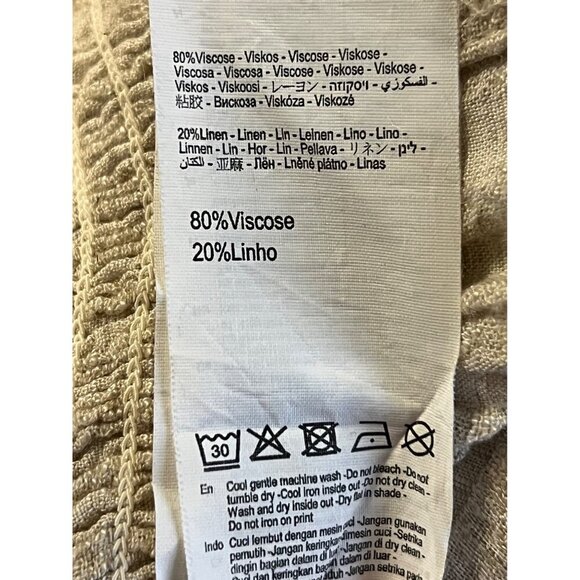 80%Viscose - Viskos - Viscose - Viskose -
Viscosa - Viscosa - Viscose - Viskose - Viskose -
Viskos - Viskoosi - レーヨン - ויסקוזה - الفسكوزي -
粘胶 - Вискоза - Viskóza - Viskozė
20%Linen - Linen - Lin - Leinen - Lino - Lino -
Linnen - Lin - Hor - Lin - Pellava - リネン - לינן -
الكتان - 亚麻 - Лён - Lněné plátno - Linas
80%Viscose
20%Linho
30
En Cool gentle machine wash -Do not bleach -Do not
tumble dry -Cool iron inside out -Do not dry clean -
Wash and dry inside out -Dry flat in shade -
Do not iron on print
Indo Cuci lembut dengan mesin cuci -Jangan gunakan
pemutih -Jangan keringkan dimesin cuci -Setrika
dingin bagian dalam di luar -Jangan di dry clean -
dan keringkan bagian dalam di luar -
Jangan setrika pada